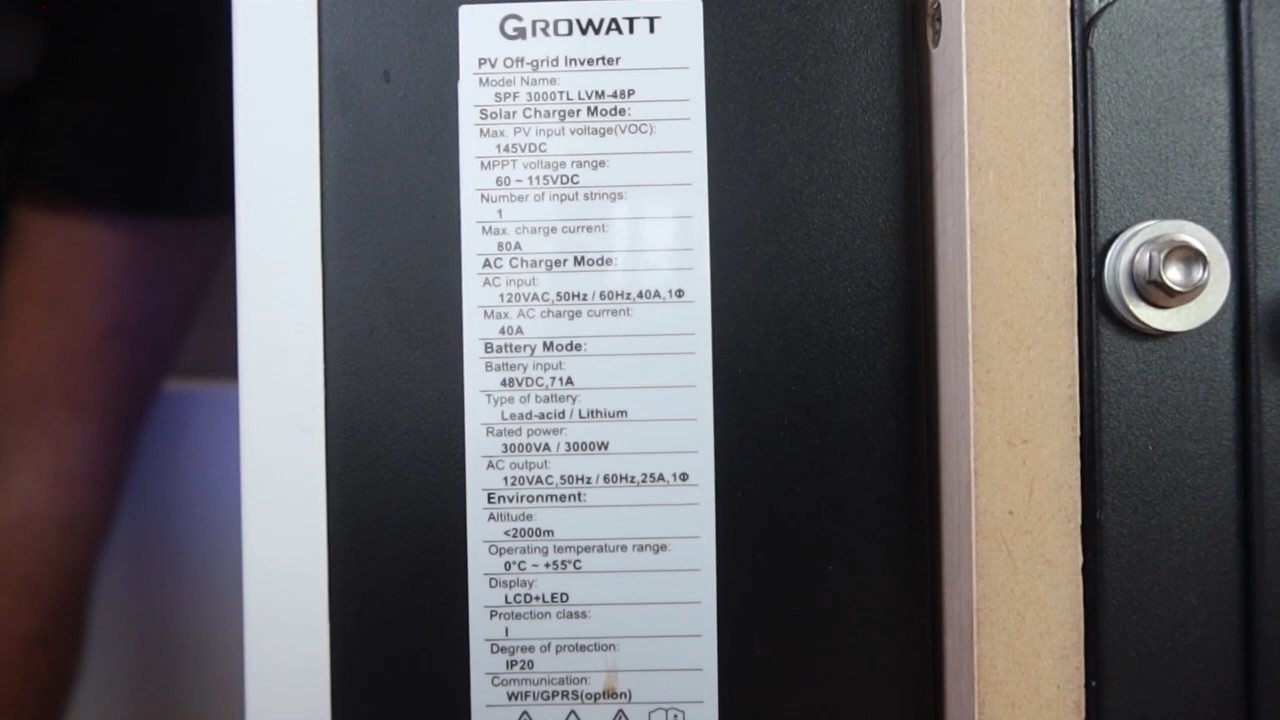 GROWATT
PV Off-grid Inverter
Model Name:
SPF 3000TL LVM-48P
Solar Charger Mode:
Max. PV input voltage(VOC):
145VDC
MPPT voltage range:
60 ~ 115VDC
Number of input strings:
1
Max. charge current:
80A
AC Charger Mode:
AC input:
120VAC,50Hz / 60Hz,40A,1Φ
Max. AC charge current:
40A
Battery Mode:
Battery input:
48VDC,71A
Type of battery:
Lead-acid / Lithium
Rated power:
3000VA / 3000W
AC output:
120VAC,50Hz / 60Hz,25A,1Φ
Environment:
Altitude:
<2000m
Operating temperature range:
0°C ~ +55°C
Display:
LCD+LED
Protection class:
I
Degree of protection:
IP20
Communication:
WIFI/GPRS(option)